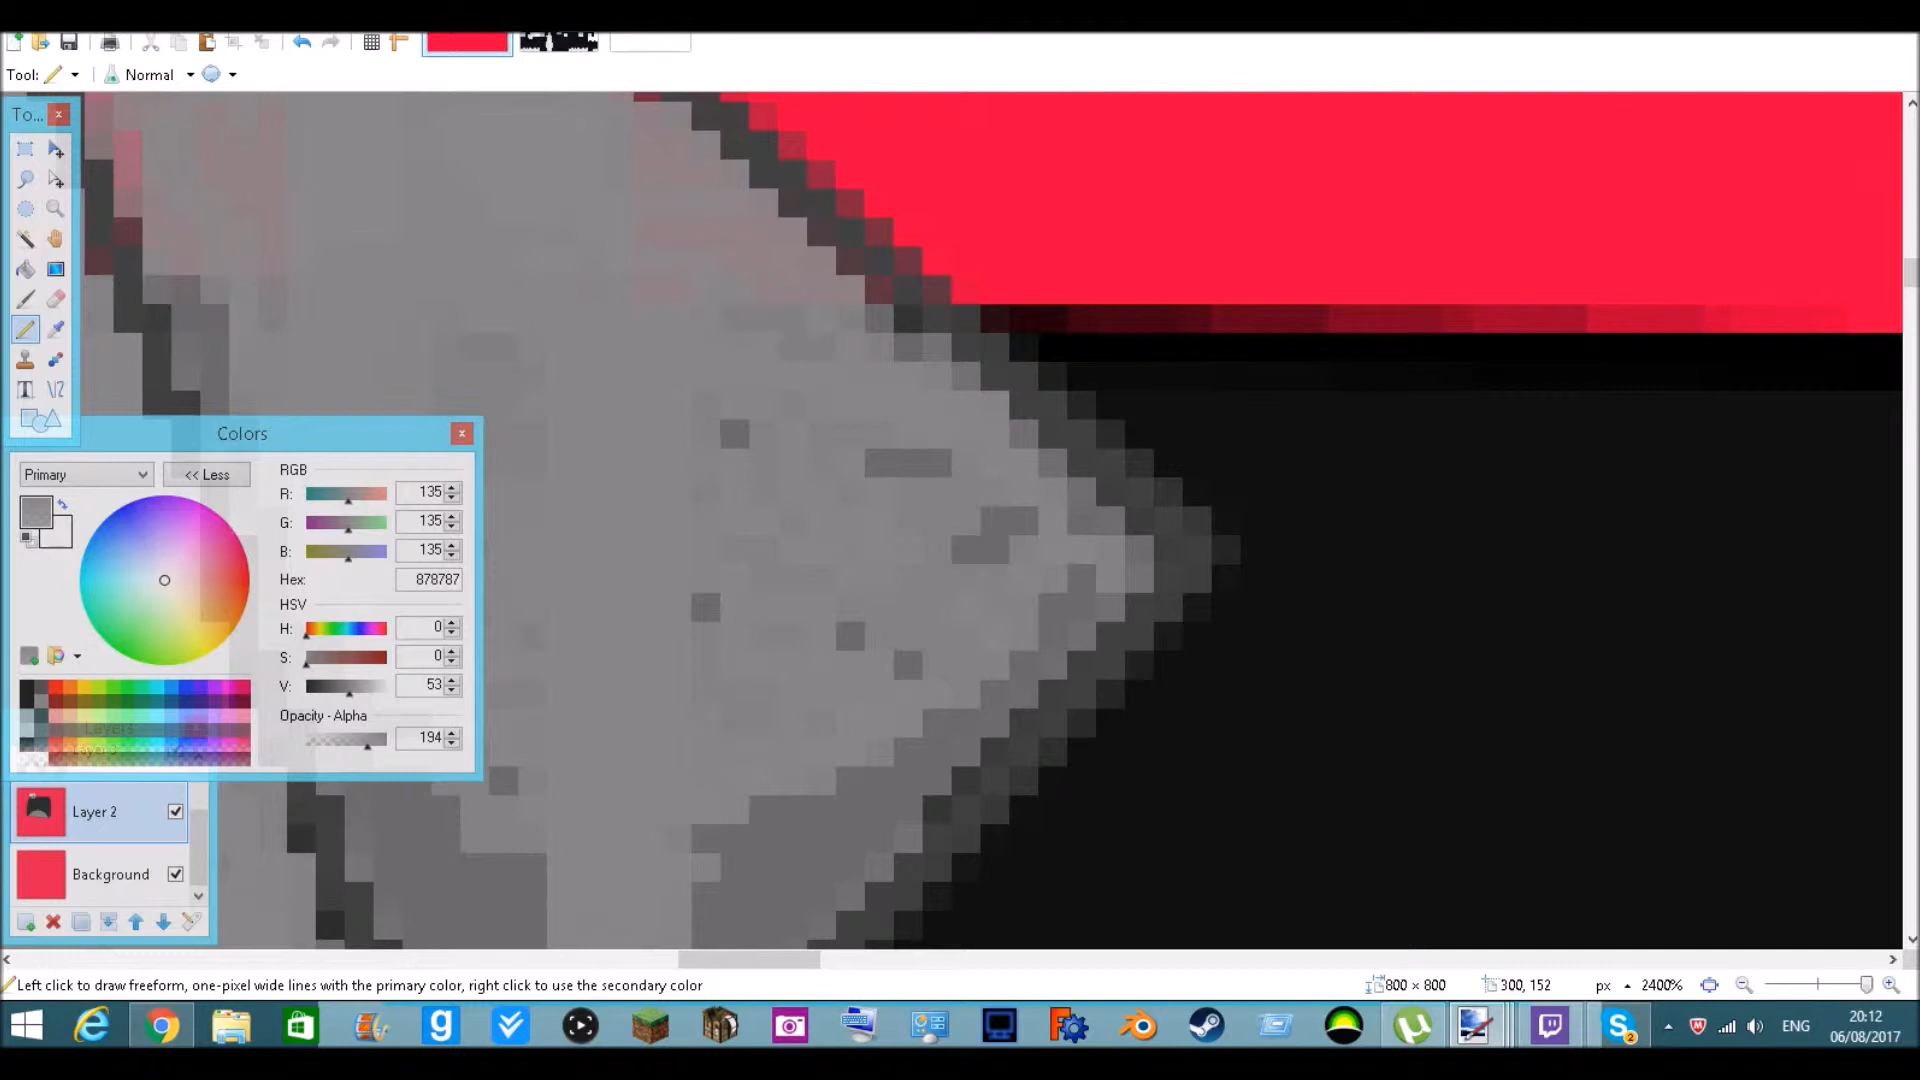 Tool:
Normal
To...
Colors
Primary
<< Less
RGB
R: 135
G: 135
B: 135
Hex: 878787
HSV
H: 0
S: 0
V: 53
Opacity - Alpha
194
Layers
Layer 2
Background
Left click to draw freeform, one-pixel wide lines with the primary color, right click to use the secondary color
800 × 800
300, 152
px
2400%
ENG
20:12
06/08/2017